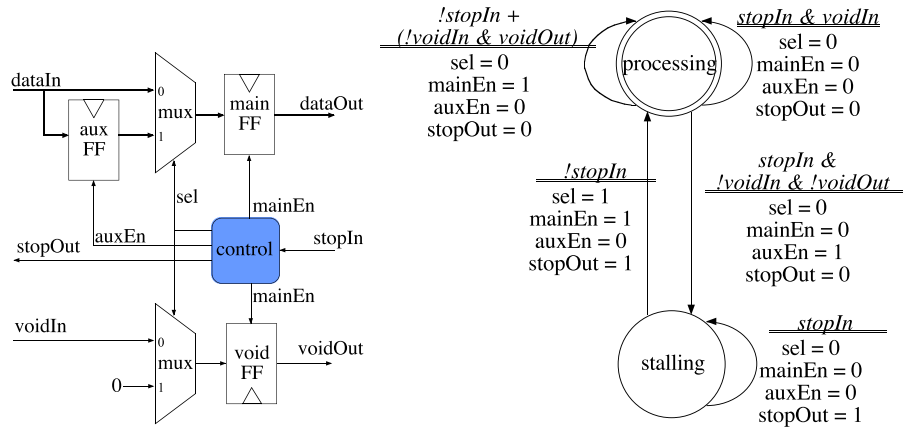 dataIn
0
mux
1
aux
FF
main
FF
dataOut
sel
mainEn
auxEn
stopOut
control
stopIn
mainEn
voidIn
0
mux
0
1
void
FF
voidOut
!stopIn +
(!voidIn & voidOut)
sel = 0
mainEn = 1
auxEn = 0
stopOut = 0
processing
stopIn & voidIn
sel = 0
mainEn = 0
auxEn = 0
stopOut = 0
!stopIn
sel = 1
mainEn = 1
auxEn = 0
stopOut = 1
stopIn &
!voidIn & !voidOut
sel = 0
mainEn = 0
auxEn = 1
stopOut = 0
stalling
stopIn
sel = 0
mainEn = 0
auxEn = 0
stopOut = 1